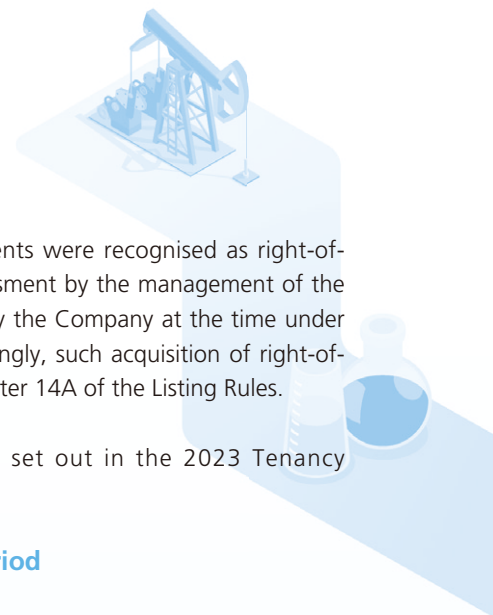 ents were recognised as right-of-
sment by the management of the
y the Company at the time under
ngly, such acquisition of right-of-
ter 14A of the Listing Rules.
set out in the 2023 Tenancy
riod